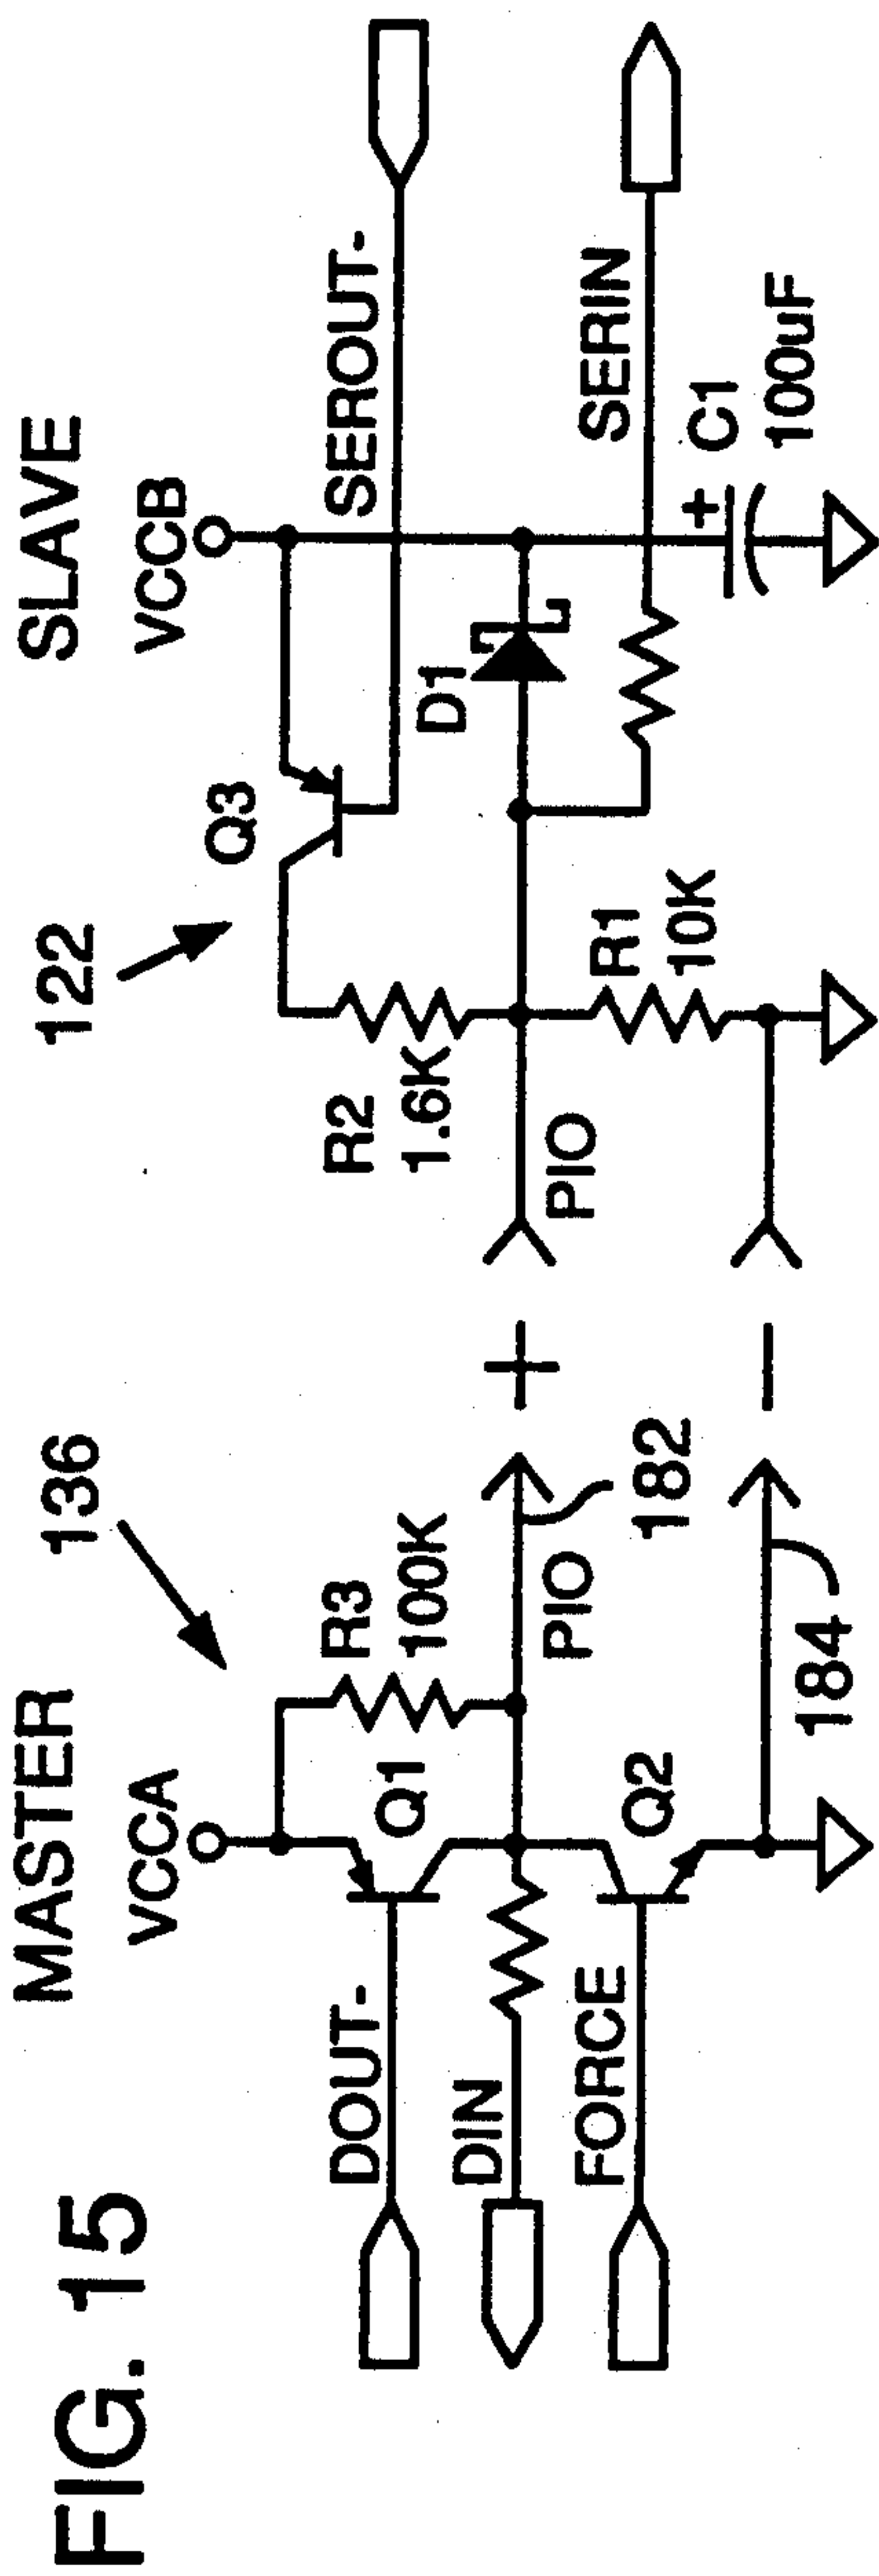 FIG. 15
MASTER
136
122
SLAVE
VCCA
VCCB
DOUT-
DIN
FORCE
Q1
Q2
R3
100K
PIO
182
184
+
−
PIO
R2
1.6K
R1
10K
Q3
D1
SEROUT-
SERIN
+
C1
100uF